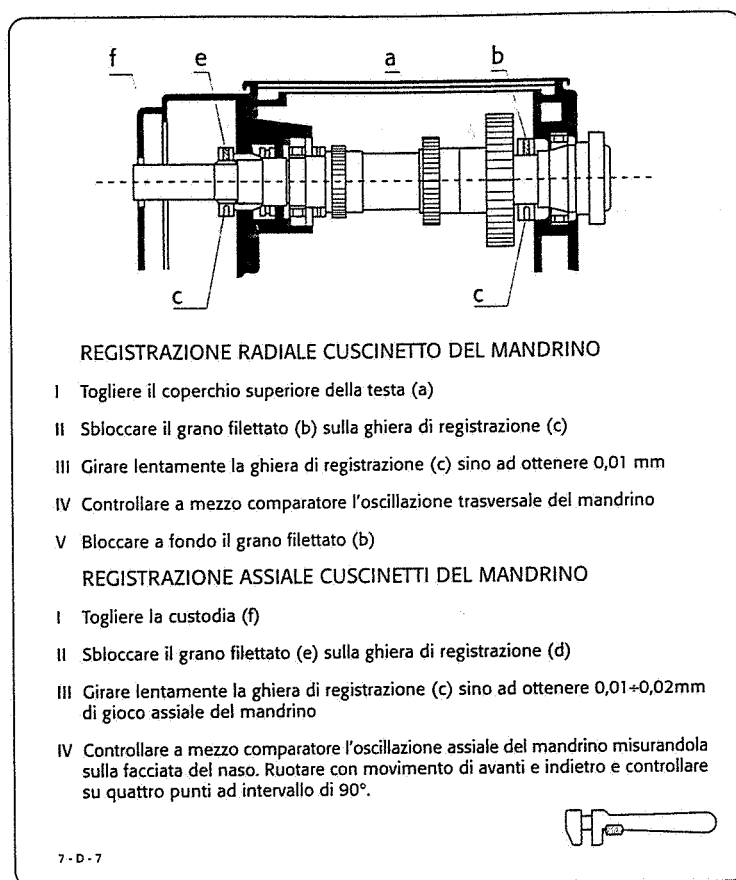 f e a b
c c
REGISTRAZIONE RADIALE CUSCINETTO DEL MANDRINO
I Togliere il coperchio superiore della testa (a)
II Sbloccare il grano filettato (b) sulla ghiera di registrazione (c)
III Girare lentamente la ghiera di registrazione (c) sino ad ottenere 0,01 mm
IV Controllare a mezzo comparatore l'oscillazione trasversale del mandrino
V Bloccare a fondo il grano filettato (b)
REGISTRAZIONE ASSIALE CUSCINETTI DEL MANDRINO
I Togliere la custodia (f)
II Sbloccare il grano filettato (e) sulla ghiera di registrazione (d)
III Girare lentamente la ghiera di registrazione (c) sino ad ottenere 0,01÷0,02mm
di gioco assiale del mandrino
IV Controllare a mezzo comparatore l'oscillazione assiale del mandrino misurandola
sulla facciata del naso. Ruotare con movimento di avanti e indietro e controllare
su quattro punti ad intervallo di 90°.
7 - D - 7